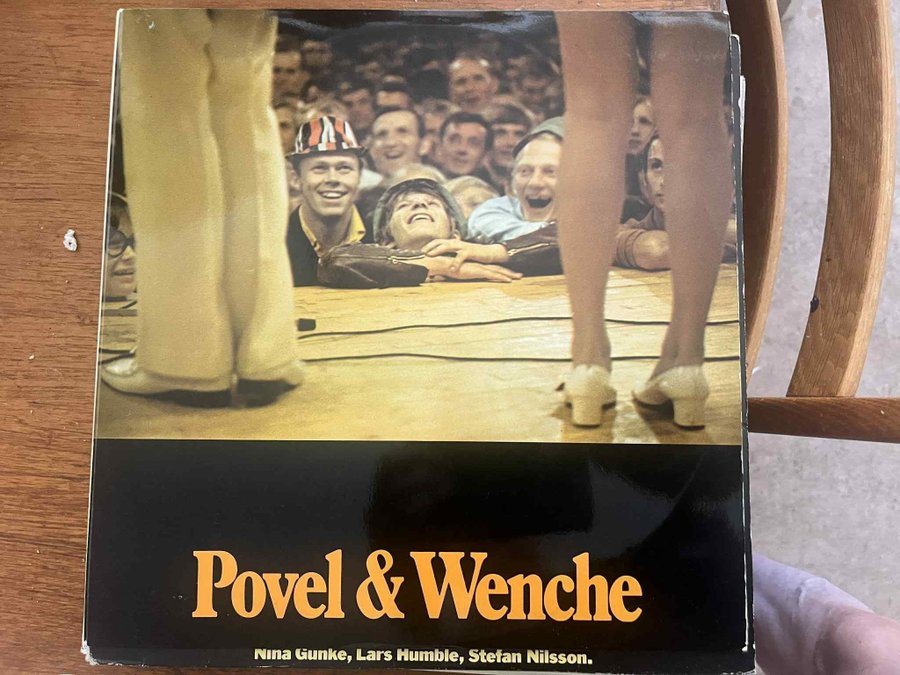 Povel & Wenche
Nina Gunke, Lars Humble, Stefan Nilsson.